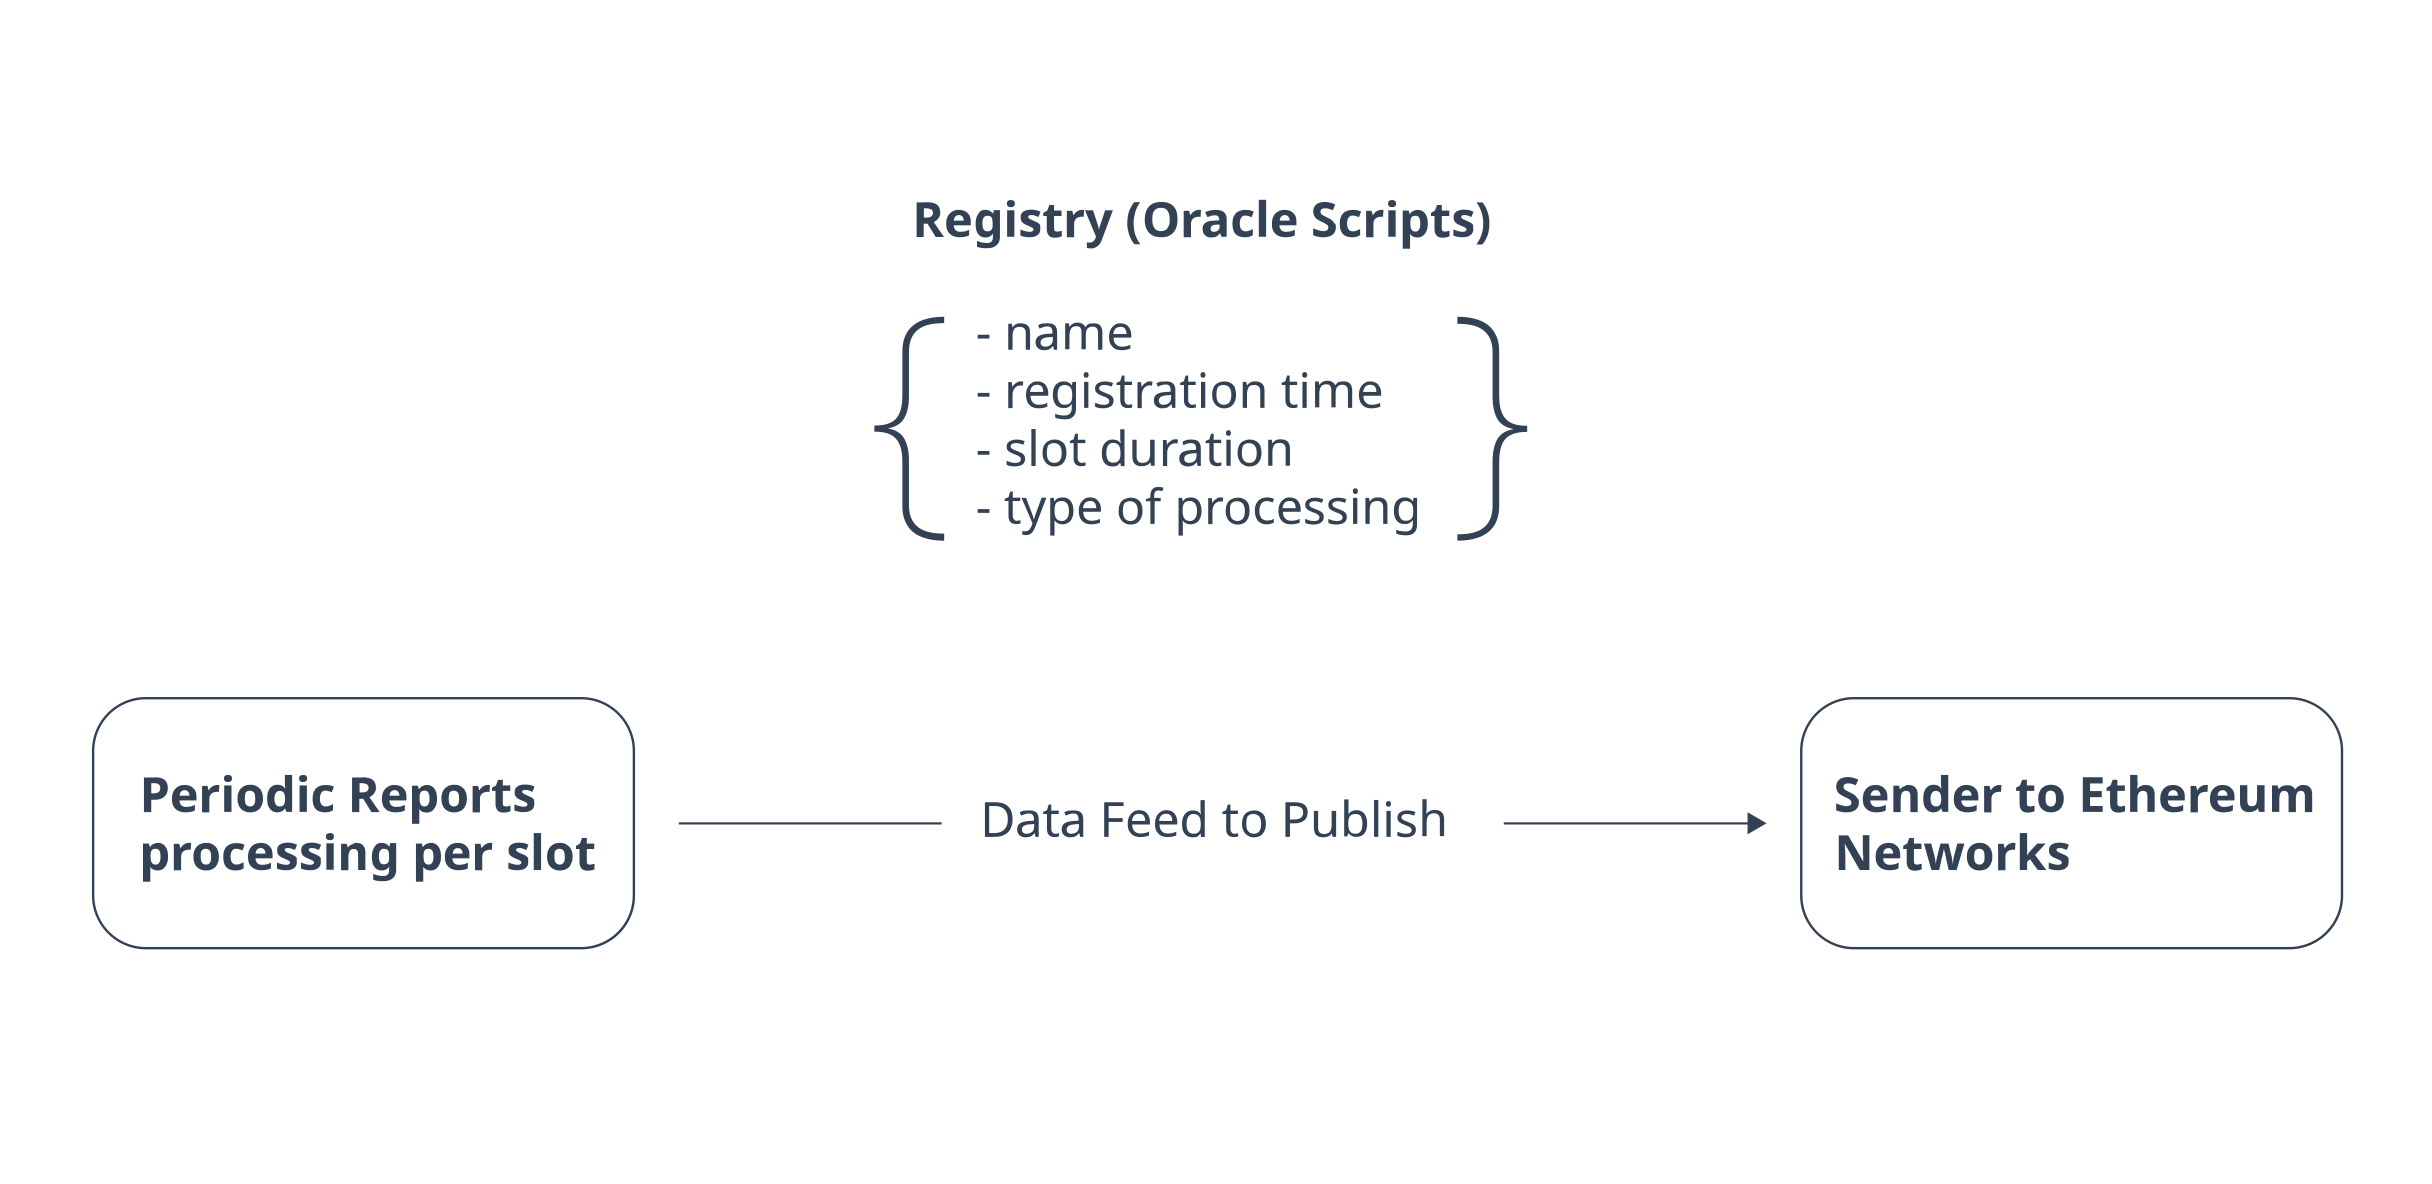 Registry (Oracle Scripts)
- name
- registration time
- slot duration
- type of processing
Periodic Reports
processing per slot
Data Feed to Publish
Sender to Ethereum
Networks